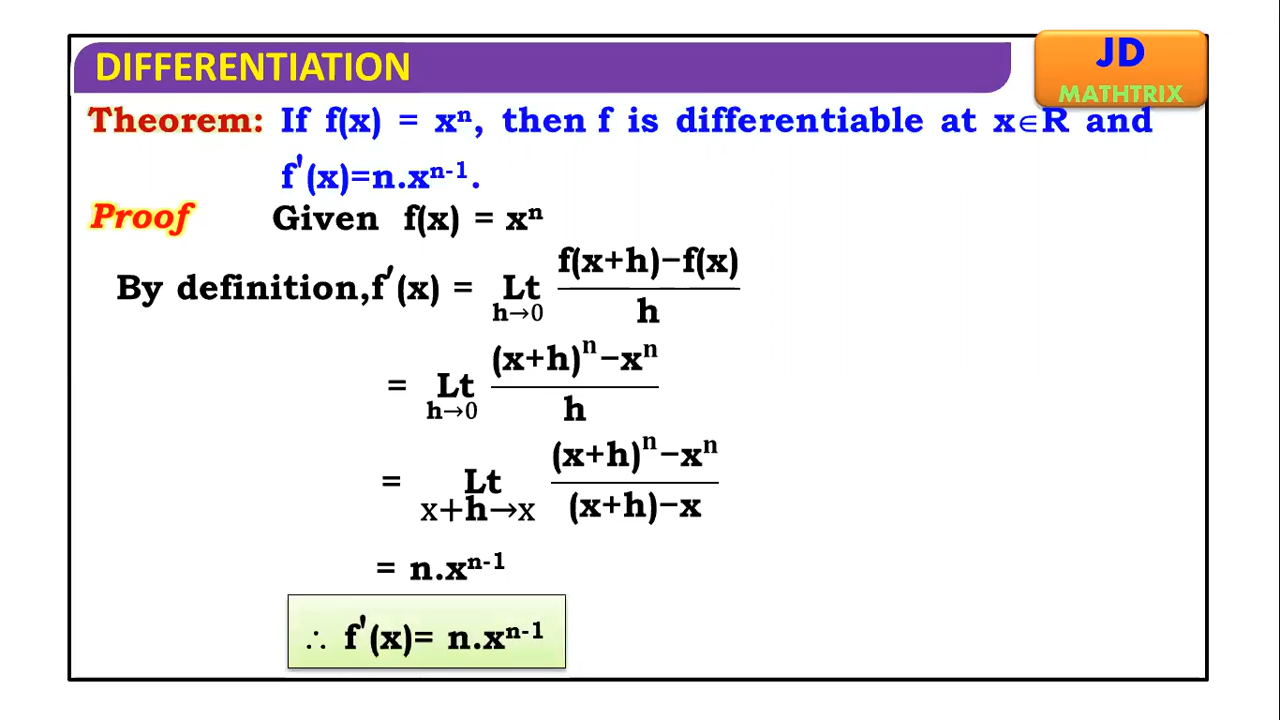 DIFFERENTIATION
JD
MATHTRIX
Theorem: If f(x) = xⁿ, then f is differentiable at x∈R and
f'(x)=n.xⁿ⁻¹.
Proof Given f(x) = xⁿ
By definition,f'(x) = Lt h→0 f(x+h)−f(x) / h
= Lt h→0 (x+h)ⁿ−xⁿ / h
= Lt x+h→x (x+h)ⁿ−xⁿ / (x+h)−x
= n.xⁿ⁻¹
∴ f'(x)= n.xⁿ⁻¹